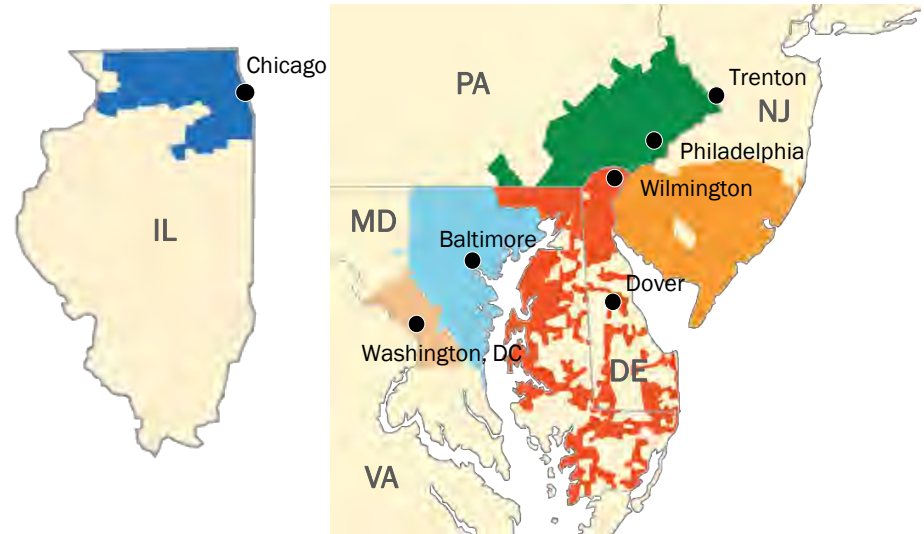 Chicago
IL
PA
Trenton
NJ
Philadelphia
Wilmington
MD
Baltimore
Dover
Washington, DC
DE
VA